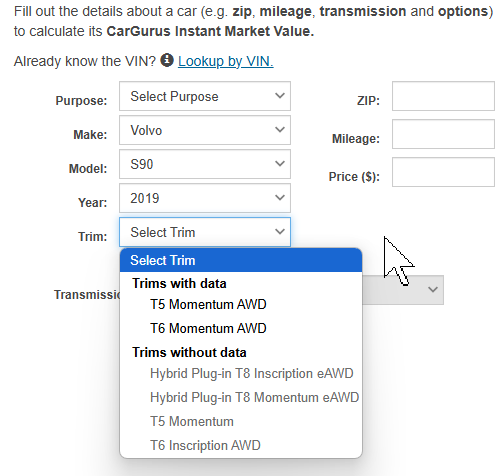 Fill out the details about a car (e.g. zip, mileage, transmission and options)
to calculate its CarGurus Instant Market Value.
Already know the VIN? Lookup by VIN.
Purpose: Select Purpose ZIP:
Make: Volvo Mileage:
Model: S90 Price ($):
Year: 2019
Trim: Select Trim
Select Trim
Trims with data
Transmissio
T5 Momentum AWD
T6 Momentum AWD
Trims without data
Hybrid Plug-in T8 Inscription eAWD
Hybrid Plug-in T8 Momentum eAWD
T5 Momentum
T6 Inscription AWD